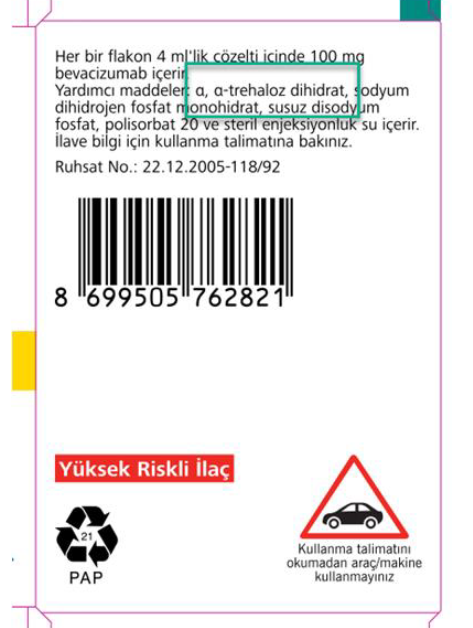 Her bir flakon 4 ml'lik çözelti içinde 100 mg
bevacizumab içerir.
Yardımcı maddeler: α, α-trehaloz dihidrat, sodyum
dihidrojen fosfat monohidrat, susuz disodyum
fosfat, polisorbat 20 ve steril enjeksiyonluk su içerir.
İlave bilgi için kullanma talimatına bakınız.
Ruhsat No.: 22.12.2005-118/92
8 699505 762821
Yüksek Riskli İlaç
21
PAP
Kullanma talimatını
okumadan araç/makine
kullanmayınız